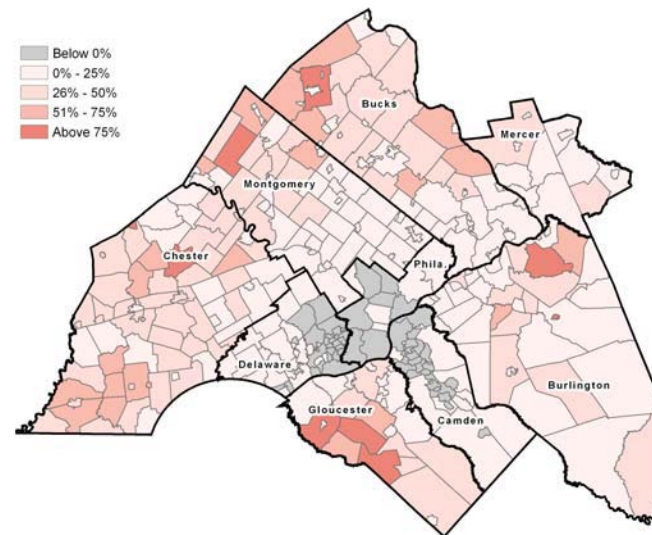 Below 0%
0% - 25%
26% - 50%
51% - 75%
Above 75%
Bucks
Mercer
Montgomery
Chester
Phila.
Delaware
Burlington
Gloucester
Camden